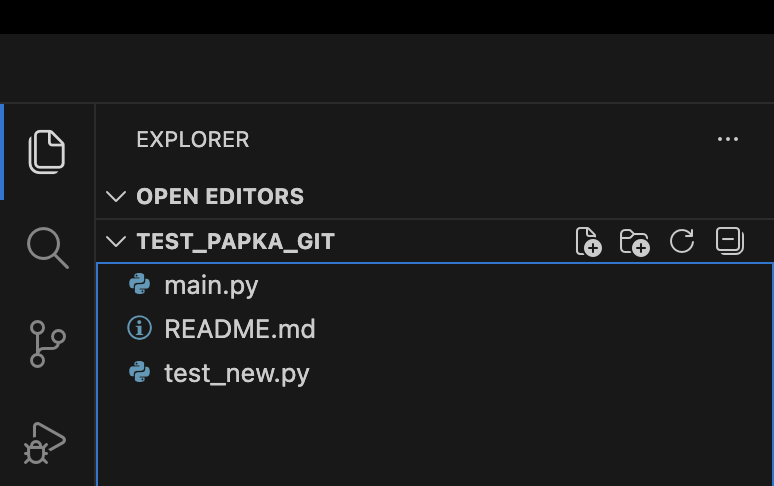 EXPLORER
OPEN EDITORS
TEST_PAPKA_GIT
main.py
README.md
test_new.py